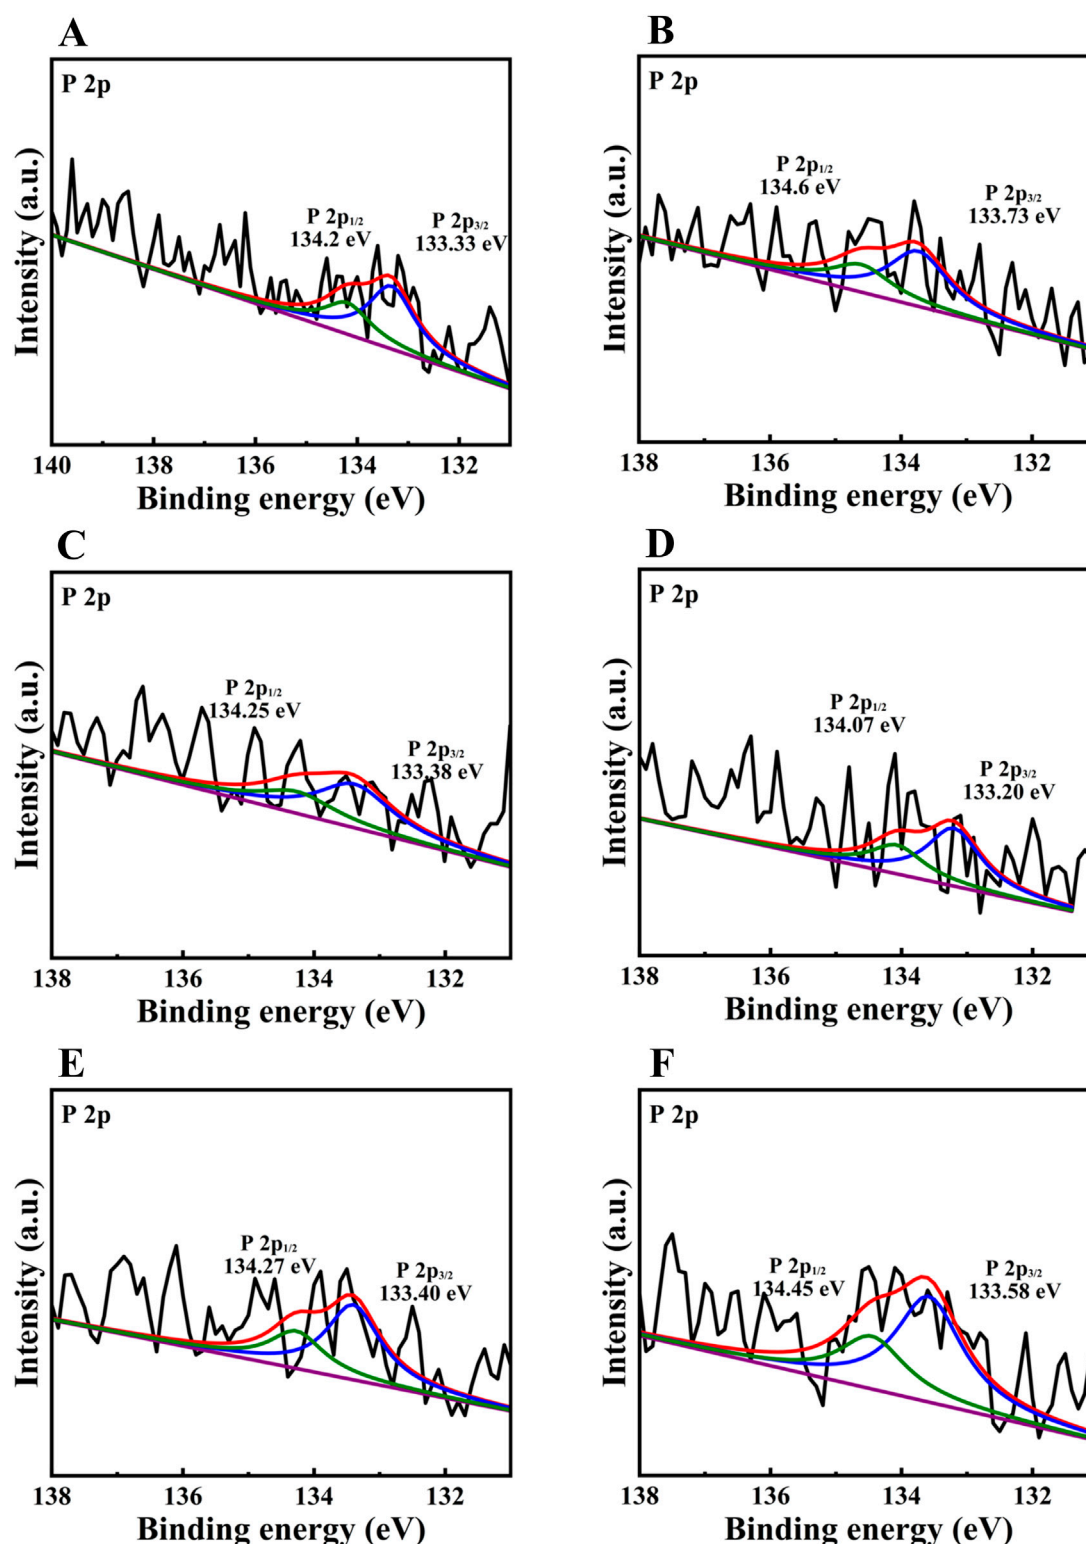 A
P 2p
P 2p1/2
134.2 eV
P 2p3/2
133.33 eV
Intensity (a.u.)
140 138 136 134 132
Binding energy (eV)
B
P 2p
P 2p1/2
134.6 eV
P 2p3/2
133.73 eV
Intensity (a.u.)
138 136 134 132
Binding energy (eV)
C
P 2p
P 2p1/2
134.25 eV
P 2p3/2
133.38 eV
Intensity (a.u.)
138 136 134 132
Binding energy (eV)
D
P 2p
P 2p1/2
134.07 eV
P 2p3/2
133.20 eV
Intensity (a.u.)
138 136 134 132
Binding energy (eV)
E
P 2p
P 2p1/2
134.27 eV
P 2p3/2
133.40 eV
Intensity (a.u.)
138 136 134 132
Binding energy (eV)
F
P 2p
P 2p1/2
134.45 eV
P 2p3/2
133.58 eV
Intensity (a.u.)
138 136 134 132
Binding energy (eV)